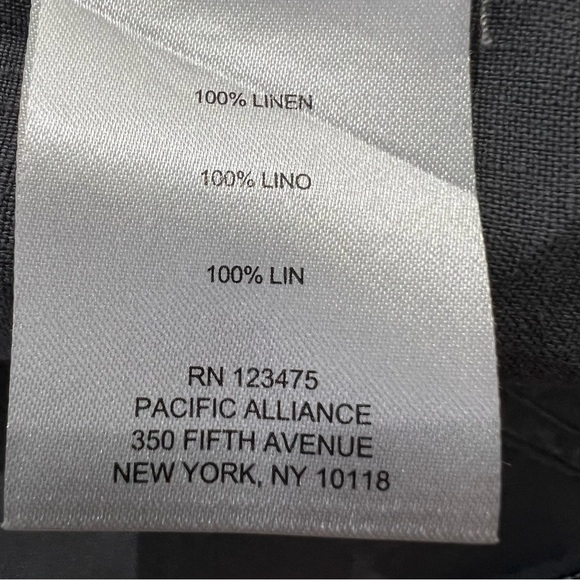 100% LINEN
100% LINO
100% LIN
RN 123475
PACIFIC ALLIANCE
350 FIFTH AVENUE
NEW YORK, NY 10118